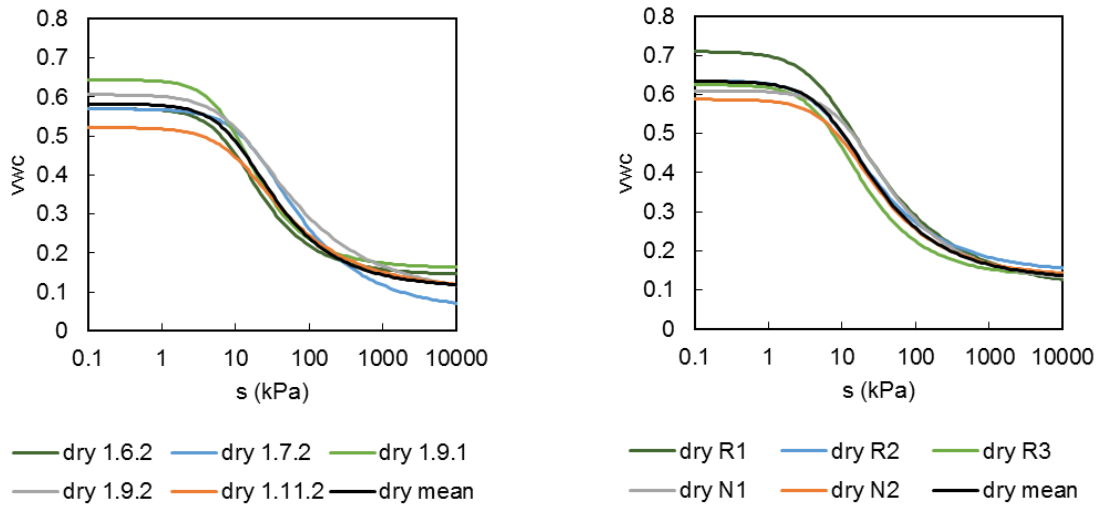 0.8
0.7
0.6
0.5
0.4
0.3
0.2
0.1
0
vwc
0.1 1 10 100 1000 10000
s (kPa)
dry 1.6.2 dry 1.7.2 dry 1.9.1
dry 1.9.2 dry 1.11.2 dry mean
0.8
0.7
0.6
0.5
0.4
0.3
0.2
0.1
0
vwc
0.1 1 10 100 1000 10000
s (kPa)
dry R1 dry R2 dry R3
dry N1 dry N2 dry mean